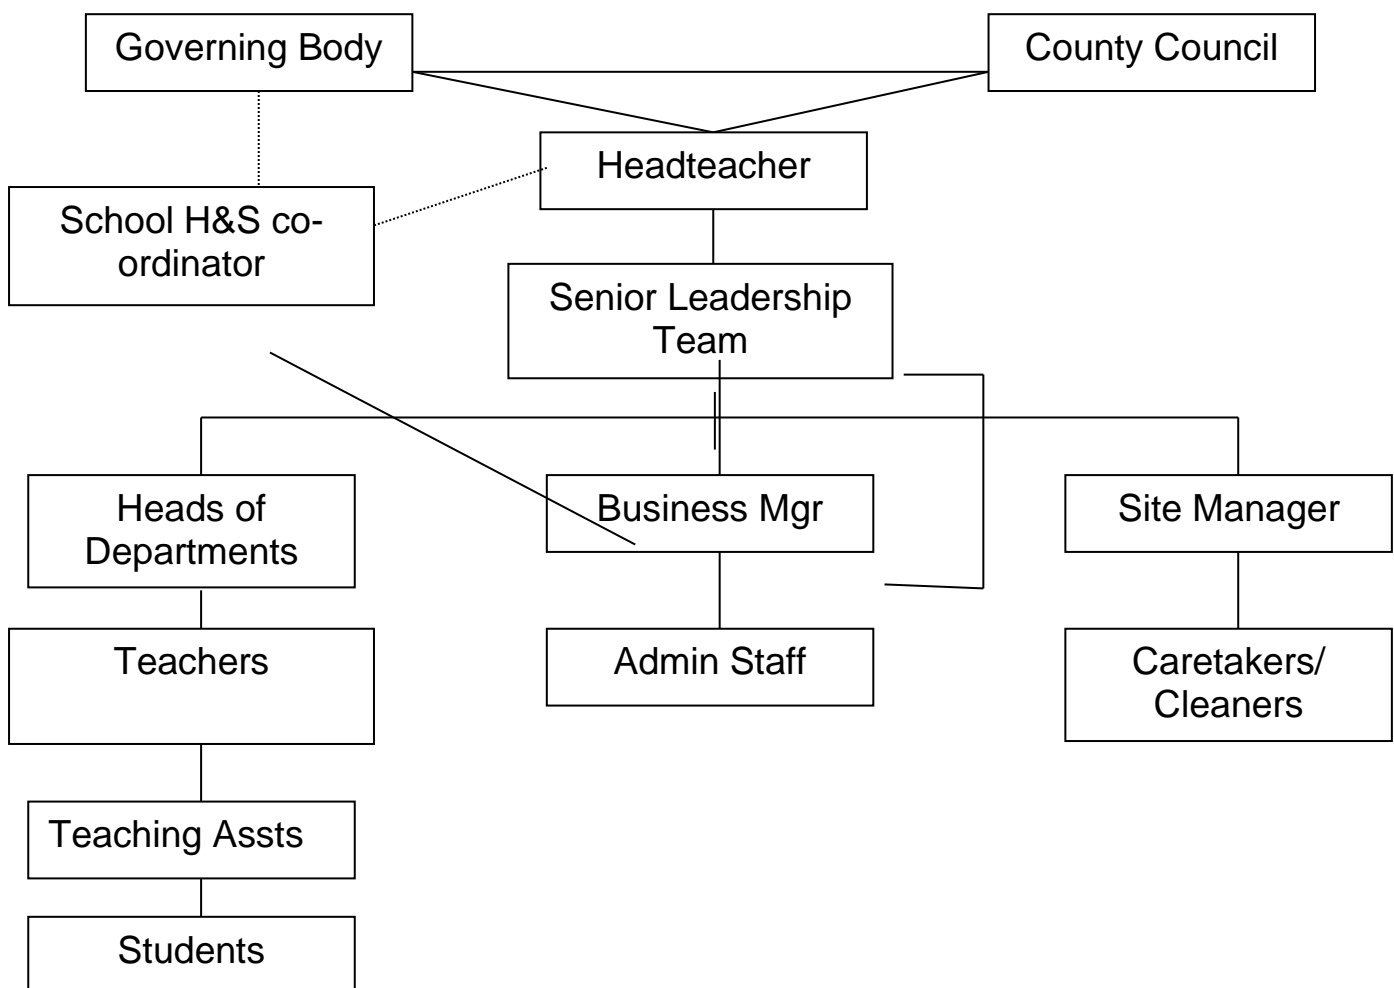 Governing Body
County Council
Headteacher
School H&S co-
ordinator
Senior Leadership
Team
Heads of
Departments
Business Mgr
Site Manager
Teachers
Admin Staff
Caretakers/
Cleaners
Teaching Assts
Students